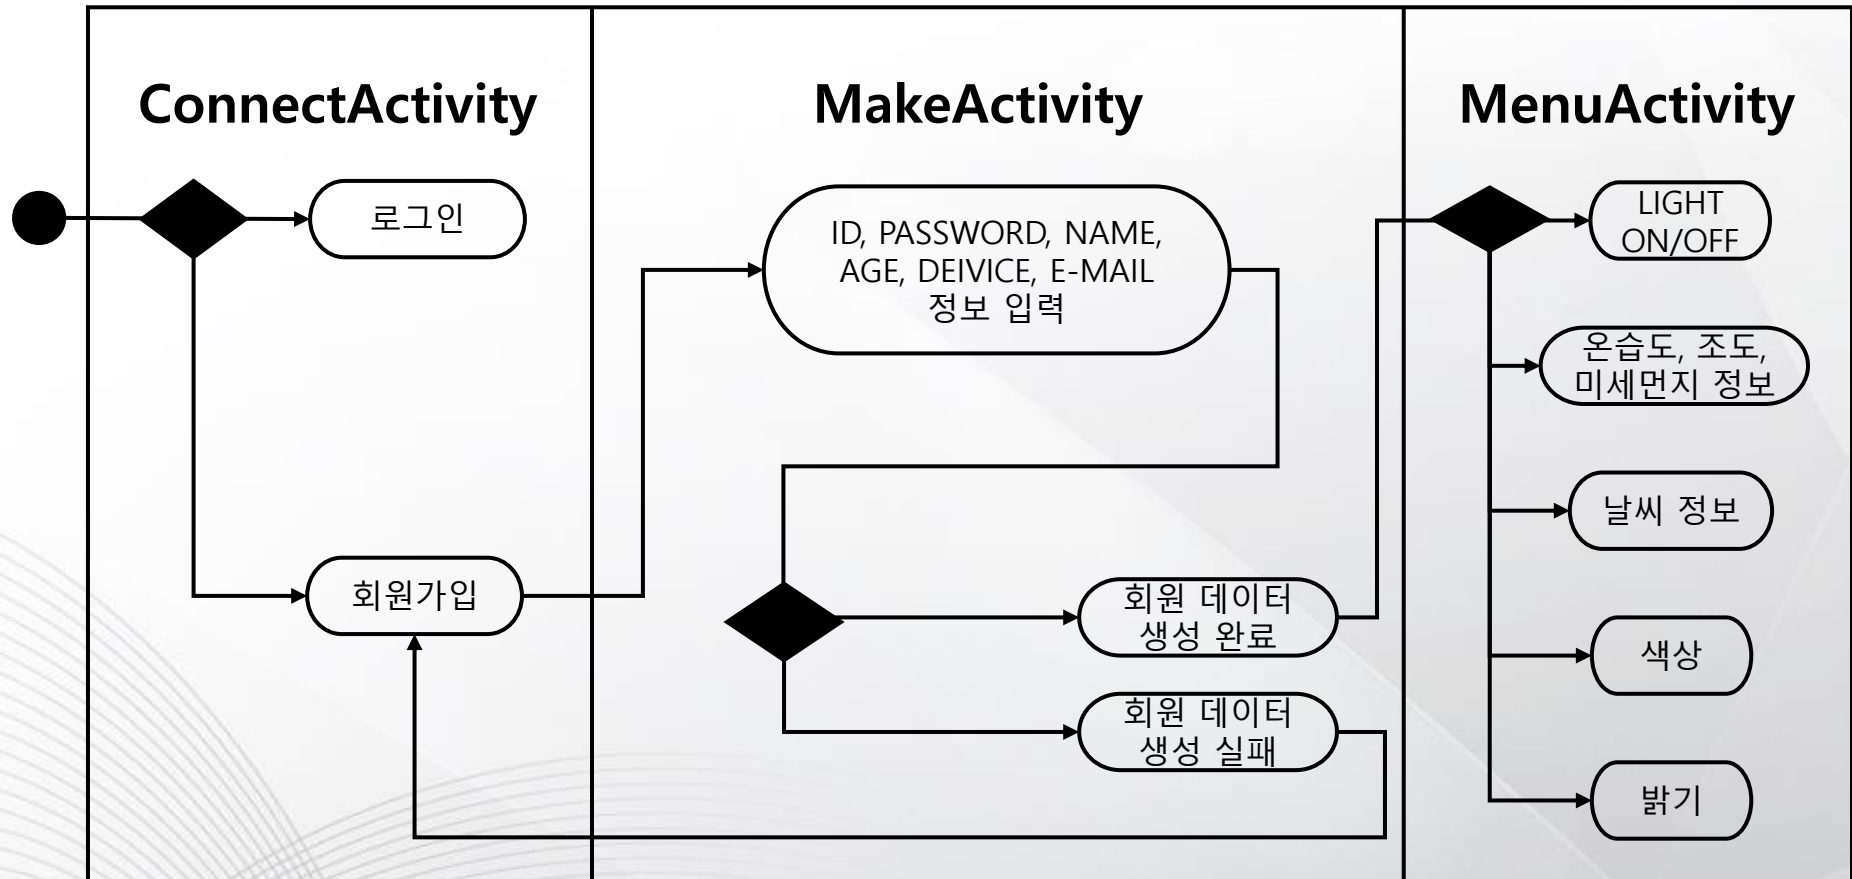 ConnectActivity
MakeActivity
MenuActivity
로그인
회원가입
ID, PASSWORD, NAME,
AGE, DEIVICE, E-MAIL
정보 입력
회원 데이터
생성 완료
회원 데이터
생성 실패
LIGHT
ON/OFF
온습도, 조도,
미세먼지 정보
날씨 정보
색상
밝기